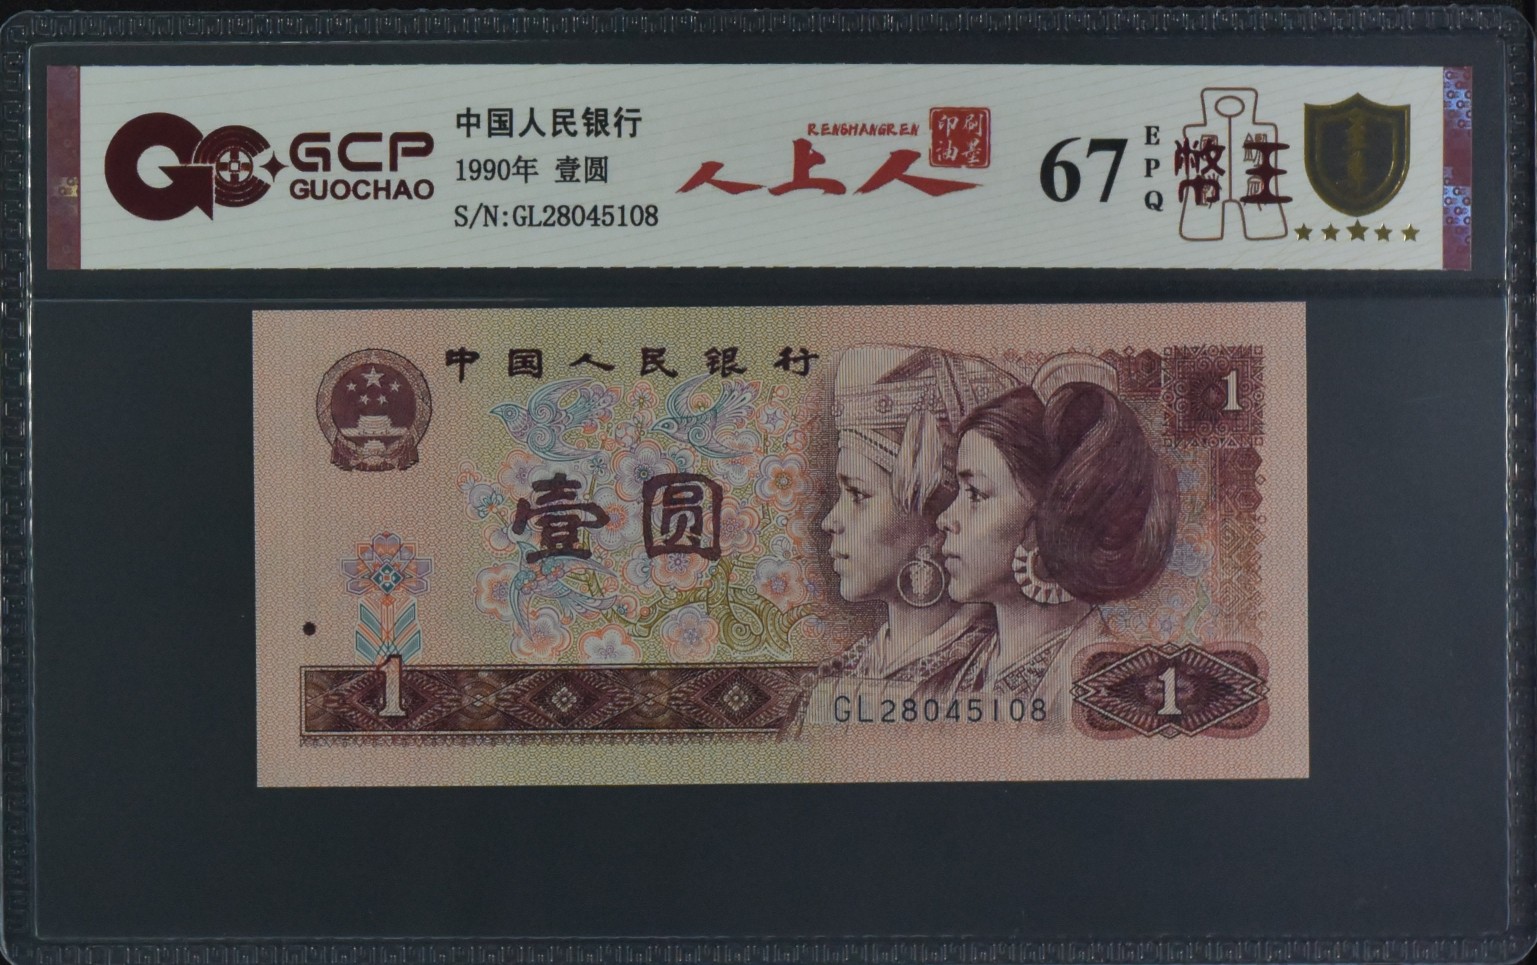 GCP
GUOCHAO
中国人民银行
1990年 壹圆
S/N:GL28045108
RENSHANGREN
人上人
印刷
油墨
67
EPQ
中国人民银行
1
壹圆
1
GL28045108
1